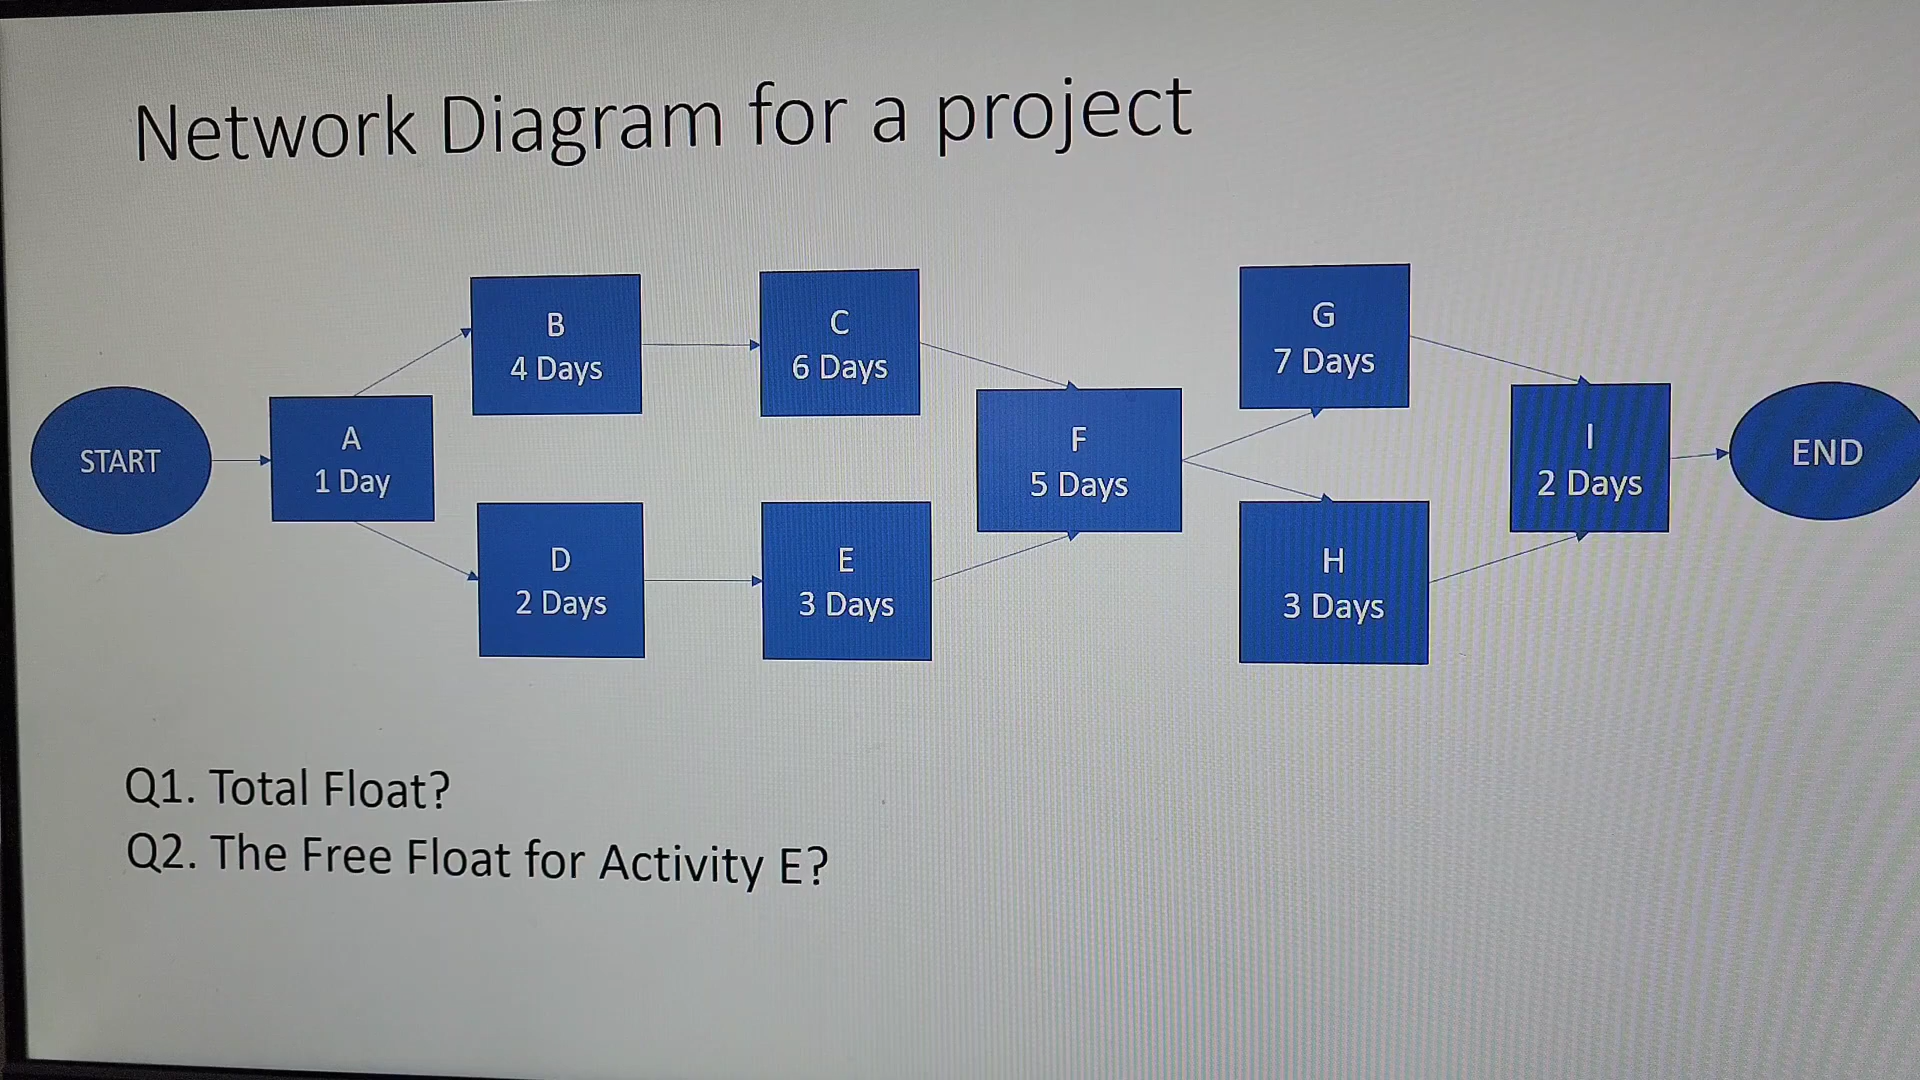 Network Diagram for a project
START
A
1 Day
B
4 Days
C
6 Days
D
2 Days
E
3 Days
F
5 Days
G
7 Days
H
3 Days
I
2 Days
END
Q1. Total Float?
Q2. The Free Float for Activity E?